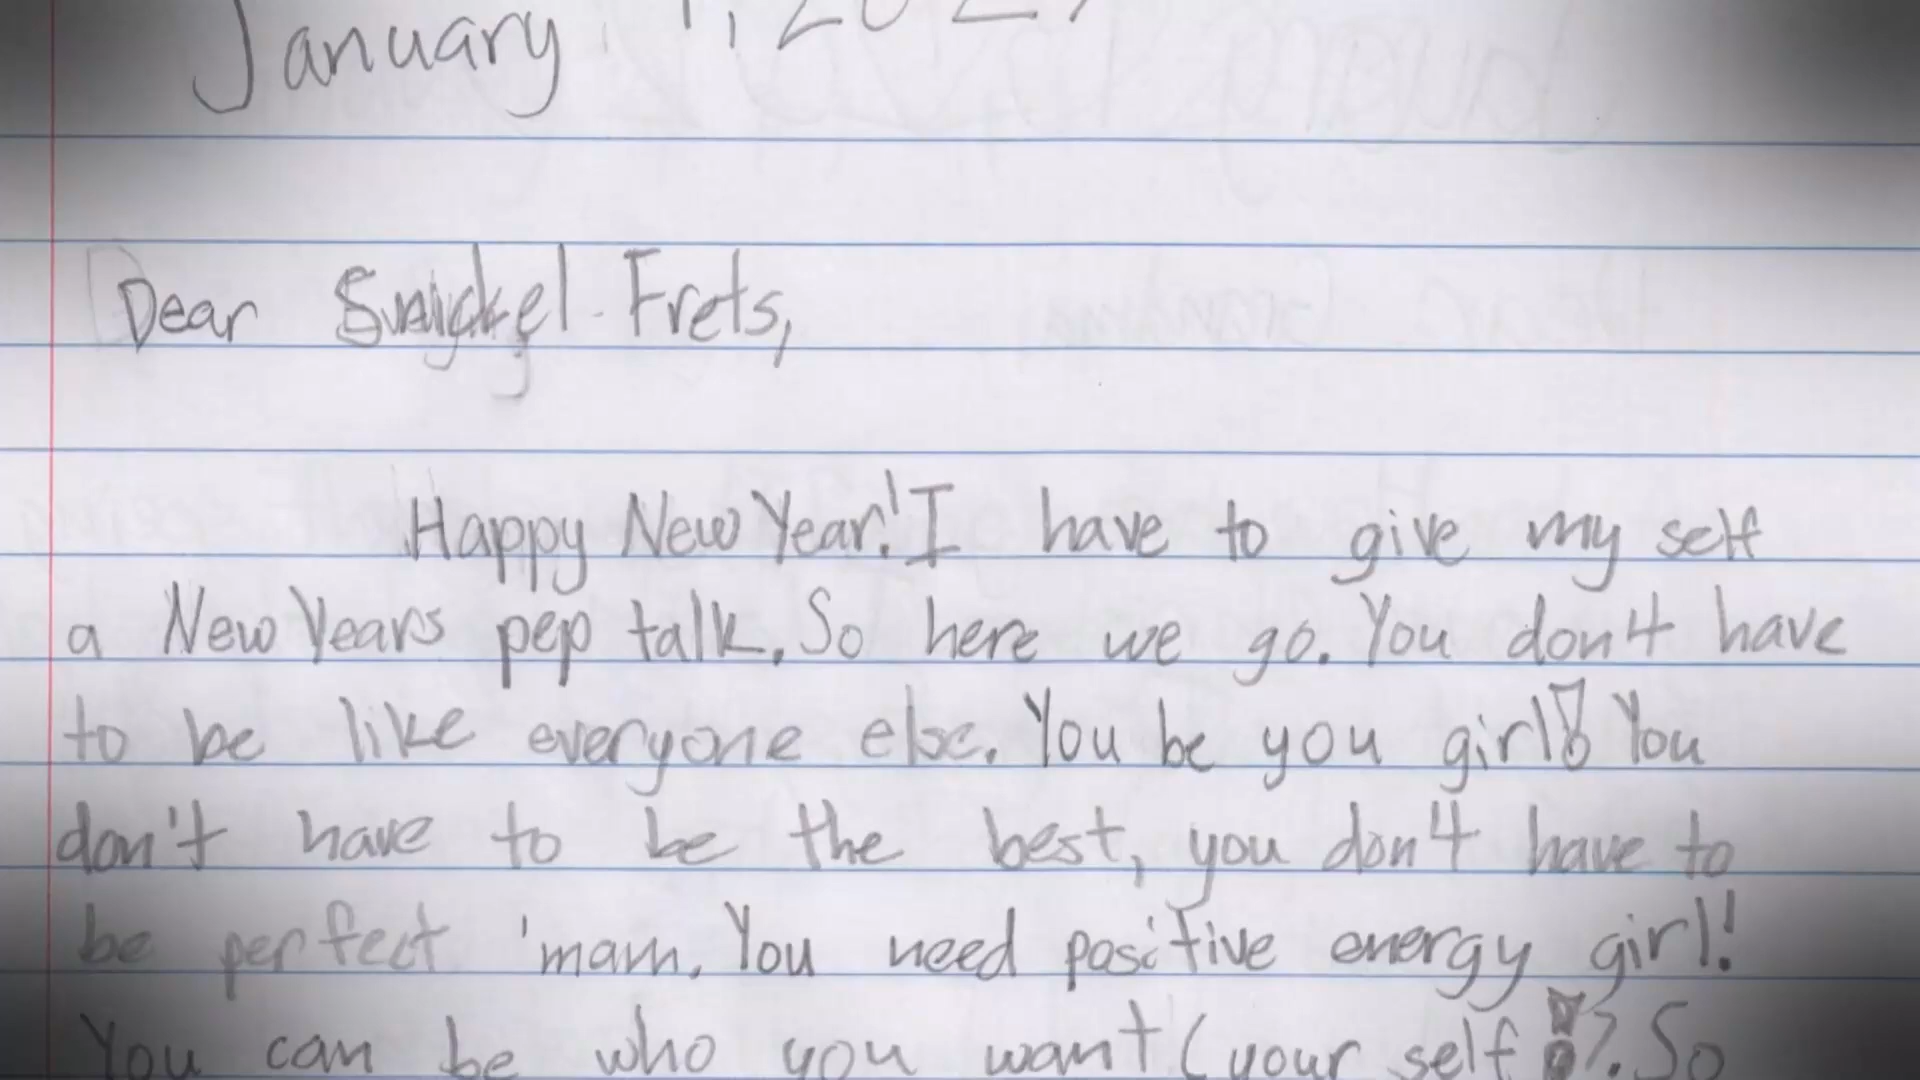 January 1, 202
Dear Frets,
Happy New Year! I have to give my self
a New Years pep talk. So here we go. You don't have
to be like everyone else. You be you girl! You
don't have to be the best, you don't have to
be perfect 'mam. You need positive energy girl!
You can be who you want (your self!). So